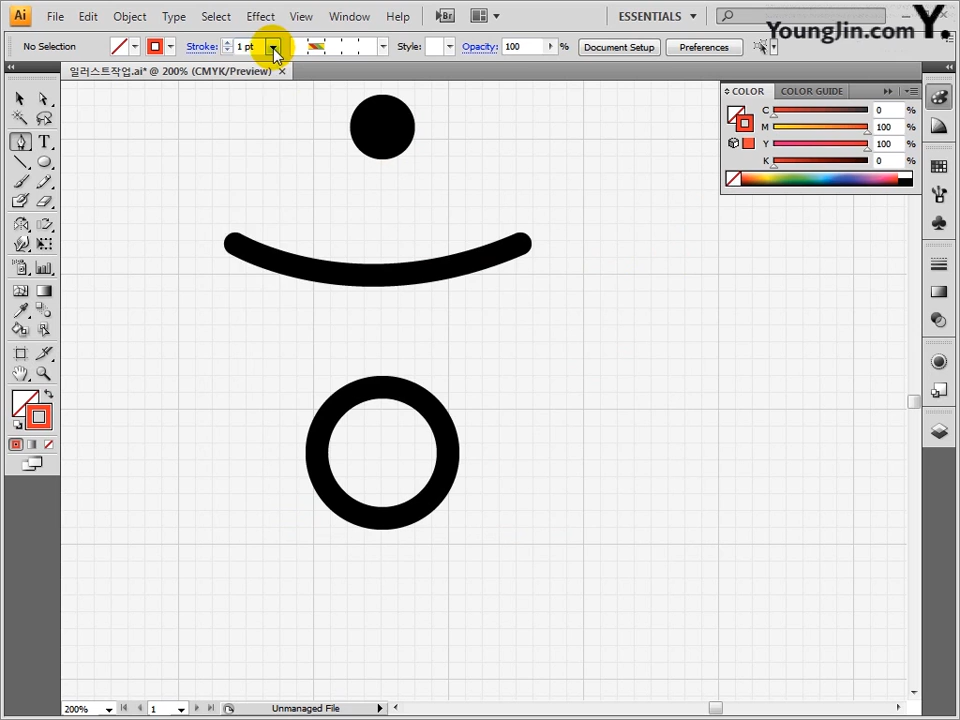 Ai File Edit Object Type Select Effect View Window Help Br ESSENTIALS
YoungJin.com Y.
No Selection Stroke: 1 pt Style: Opacity: 100 % Document Setup Preferences
일러스트작업.ai* @ 200% (CMYK/Preview)
COLOR COLOR GUIDE
C 0 %
M 100 %
Y 100 %
K 0 %
T
200% 1 Unmanaged File